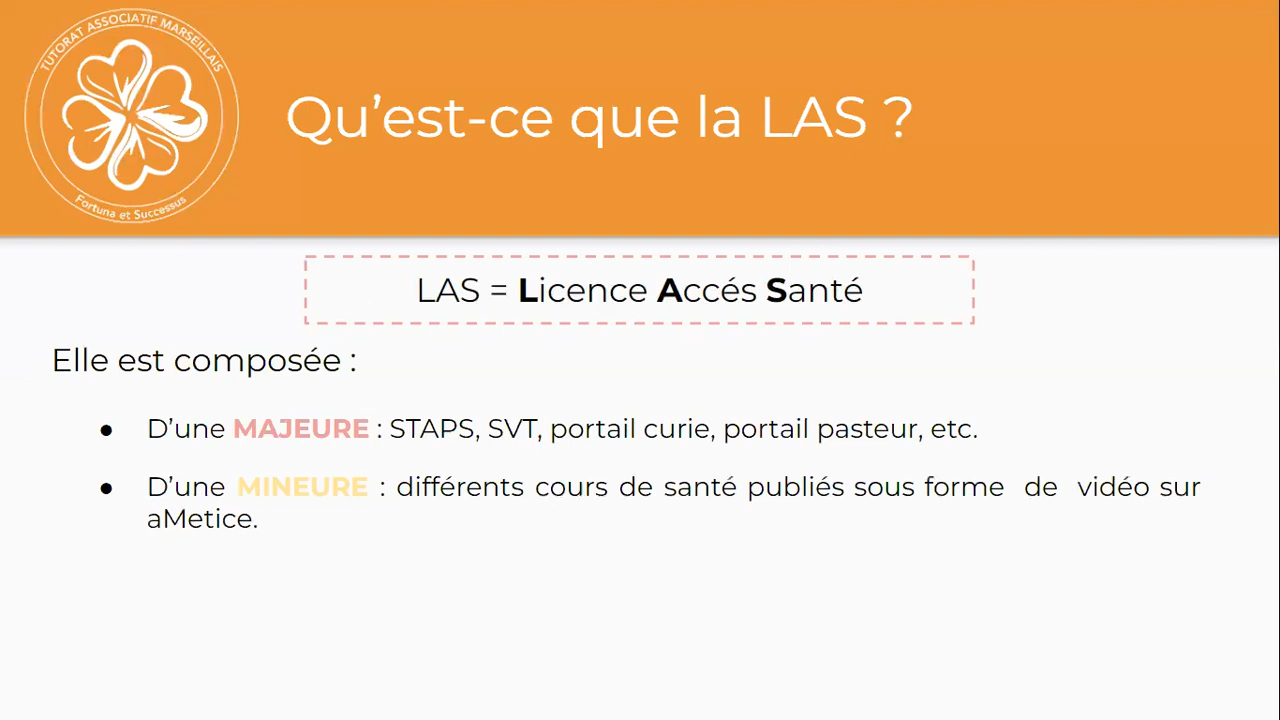 TUTORAT ASSOCIATIF MARSEILLAIS
Fortuna et Successus
Qu’est-ce que la LAS ?
LAS = Licence Accés Santé
Elle est composée :
● D’une MAJEURE : STAPS, SVT, portail curie, portail pasteur, etc.
● D’une MINEURE : différents cours de santé publiés sous forme de vidéo sur
aMetice.